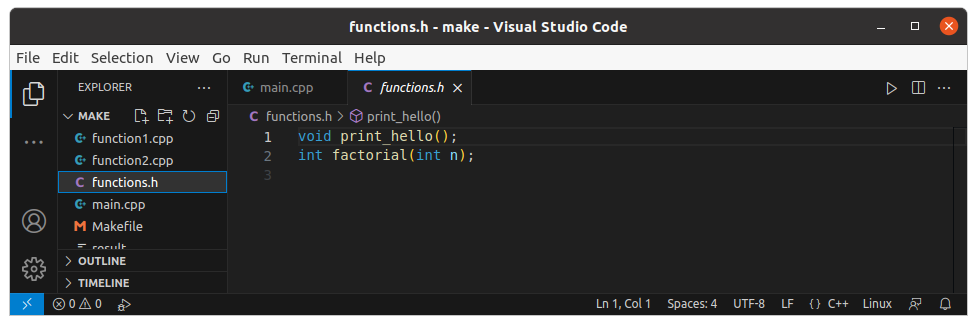 functions.h - make - Visual Studio Code
File Edit Selection View Go Run Terminal Help
EXPLORER
MAKE
function1.cpp
function2.cpp
functions.h
main.cpp
Makefile
result
OUTLINE
TIMELINE
main.cpp
functions.h
functions.h > print_hello()
1 void print_hello();
2 int factorial(int n);
3
0 0
Ln 1, Col 1 Spaces: 4 UTF-8 LF {} C++ Linux